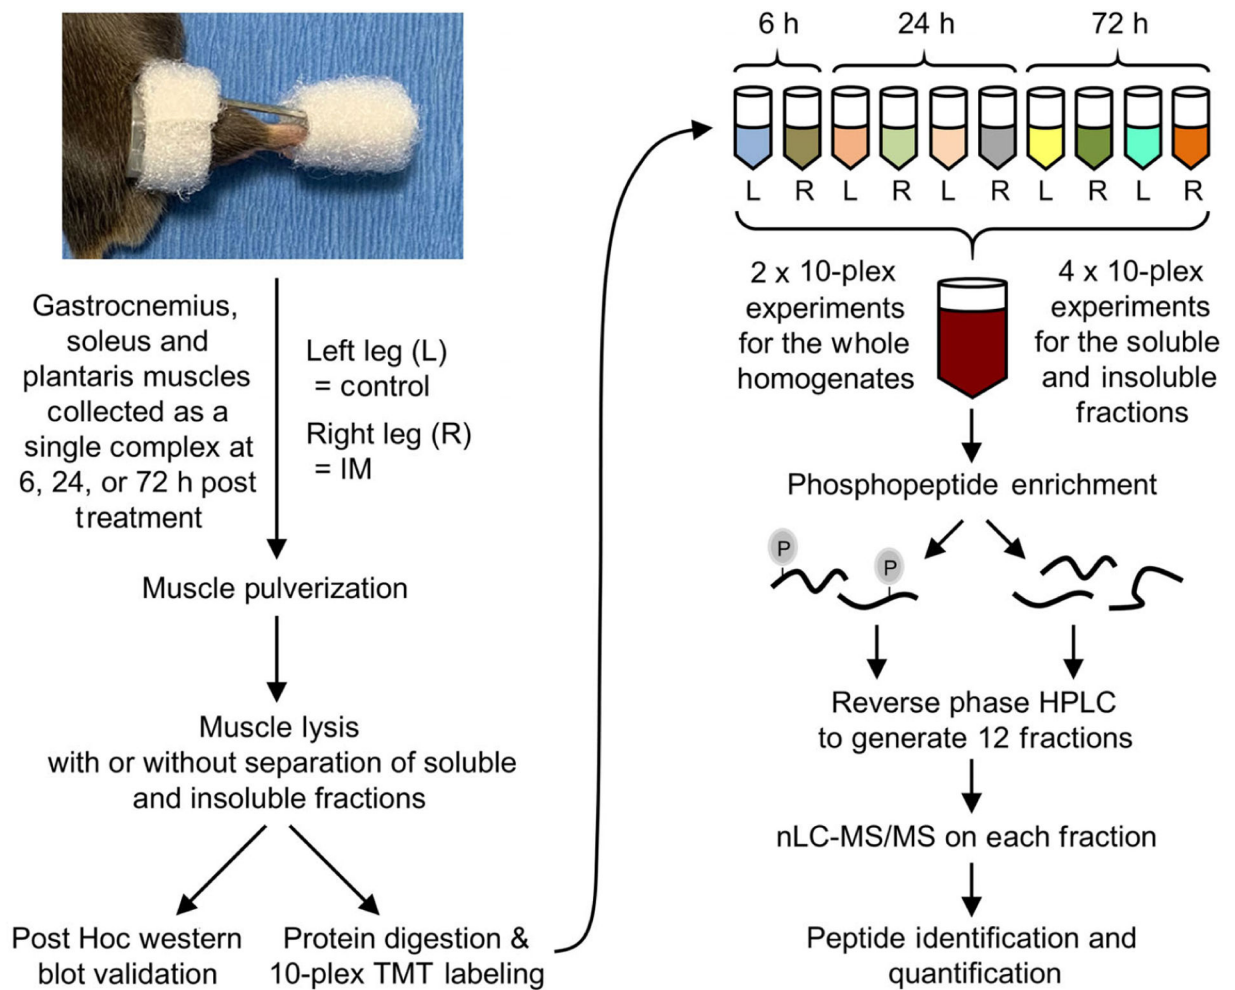 Gastrocnemius,
soleus and
plantaris muscles
collected as a
single complex at
6, 24, or 72 h post
treatment
Left leg (L)
= control
Right leg (R)
= IM
Muscle pulverization
Muscle lysis
with or without separation of soluble
and insoluble fractions
Post Hoc western
blot validation
Protein digestion &
10-plex TMT labeling
6 h 24 h 72 h
L R L R L R L R L R
2 x 10-plex
experiments
for the whole
homogenates
4 x 10-plex
experiments
for the soluble
and insoluble
fractions
Phosphopeptide enrichment
P
P
Reverse phase HPLC
to generate 12 fractions
nLC-MS/MS on each fraction
Peptide identification and
quantification